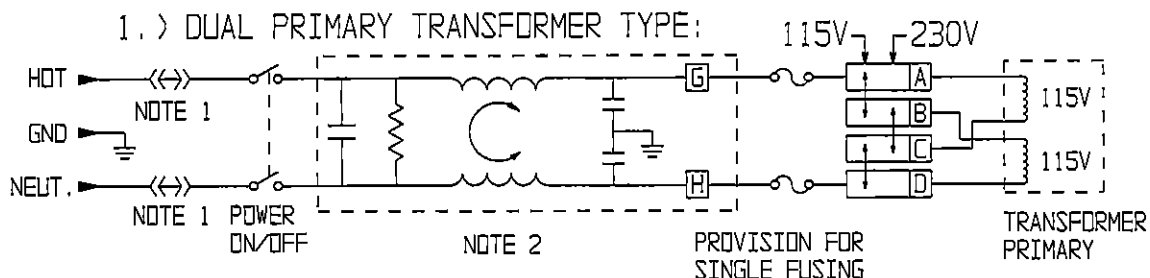 1.) DUAL PRIMARY TRANSFORMER TYPE:
115V 230V
HOT
NOTE 1
G
A
115V
B
GND
C
115V
NEUT.
H
D
NOTE 1
POWER
ON/OFF
NOTE 2
PROVISION FOR
SINGLE FUSING
TRANSFORMER
PRIMARY